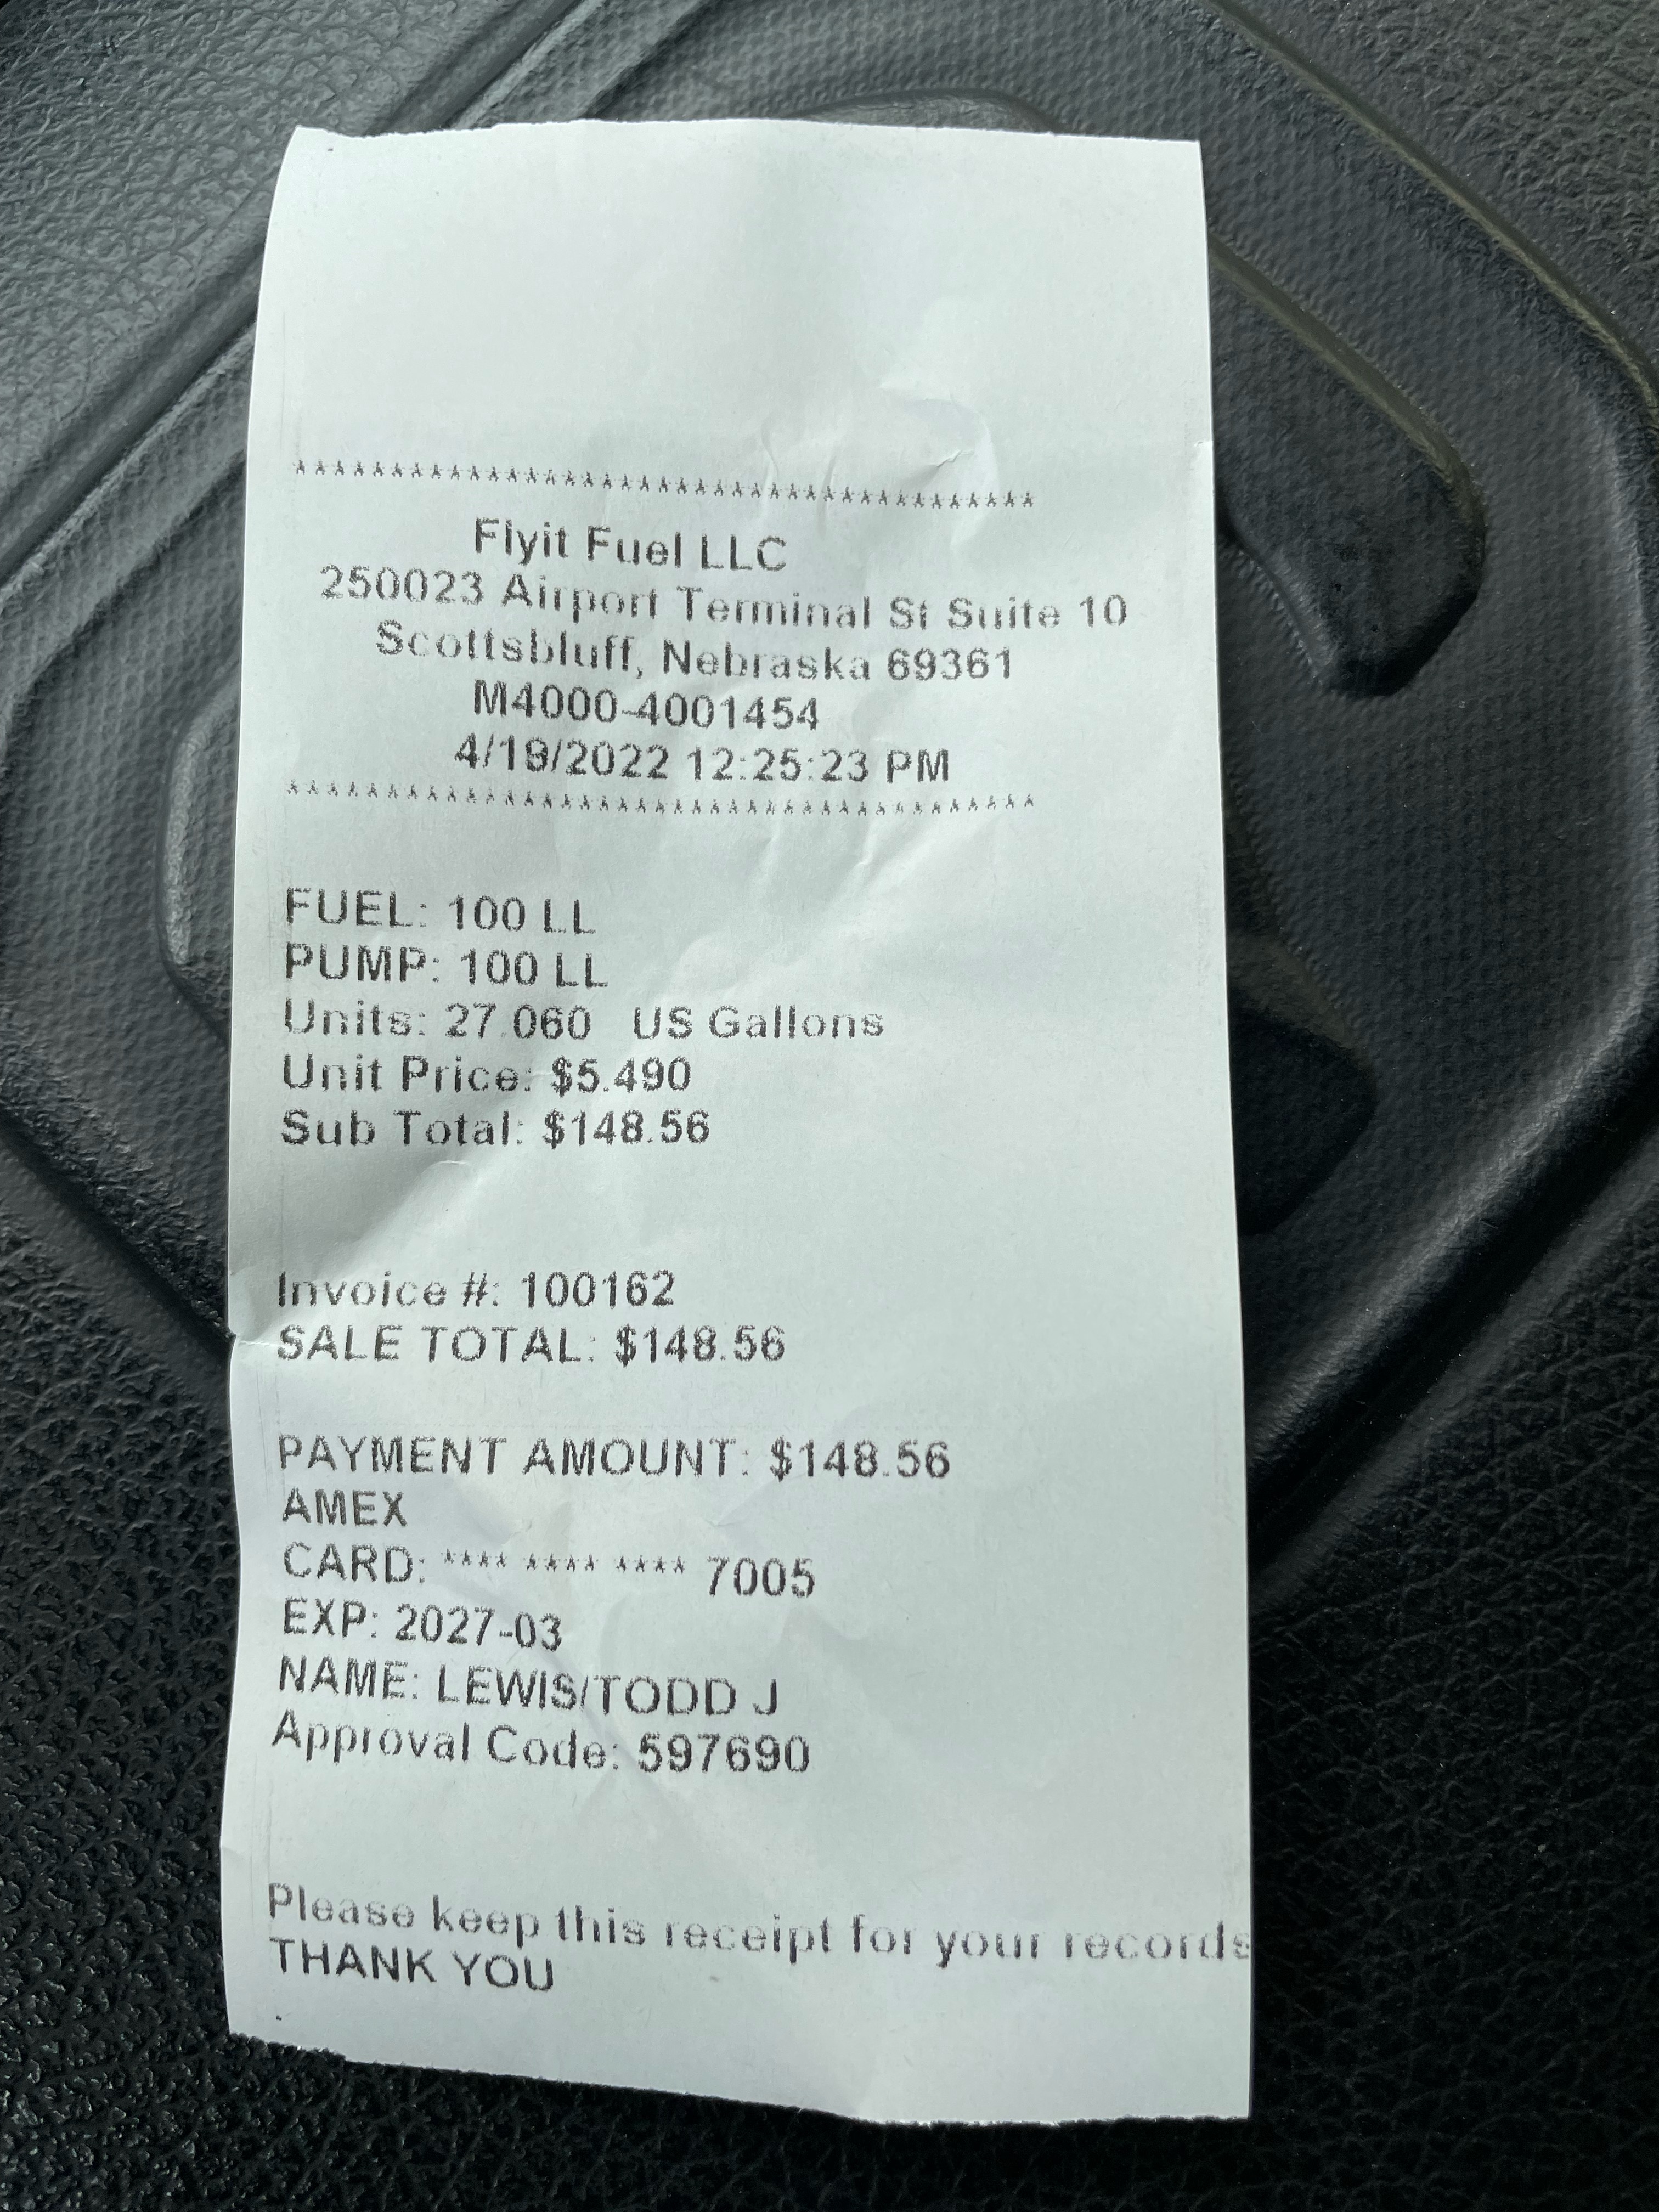 ***************************************
Flyit Fuel LLC
250023 Airport Terminal St Suite 10
Scottsbluff, Nebraska 69361
M4000-4001454
4/19/2022 12:25:23 PM
***************************************
FUEL: 100 LL
PUMP: 100 LL
Units: 27.060 US Gallons
Unit Price: $5.490
Sub Total: $148.56
Invoice #: 100162
SALE TOTAL: $148.56
PAYMENT AMOUNT: $148.56
AMEX
CARD: **** **** **** 7005
EXP: 2027-03
NAME: LEWIS/TODD J
Approval Code: 597690
Please keep this receipt for your records
THANK YOU